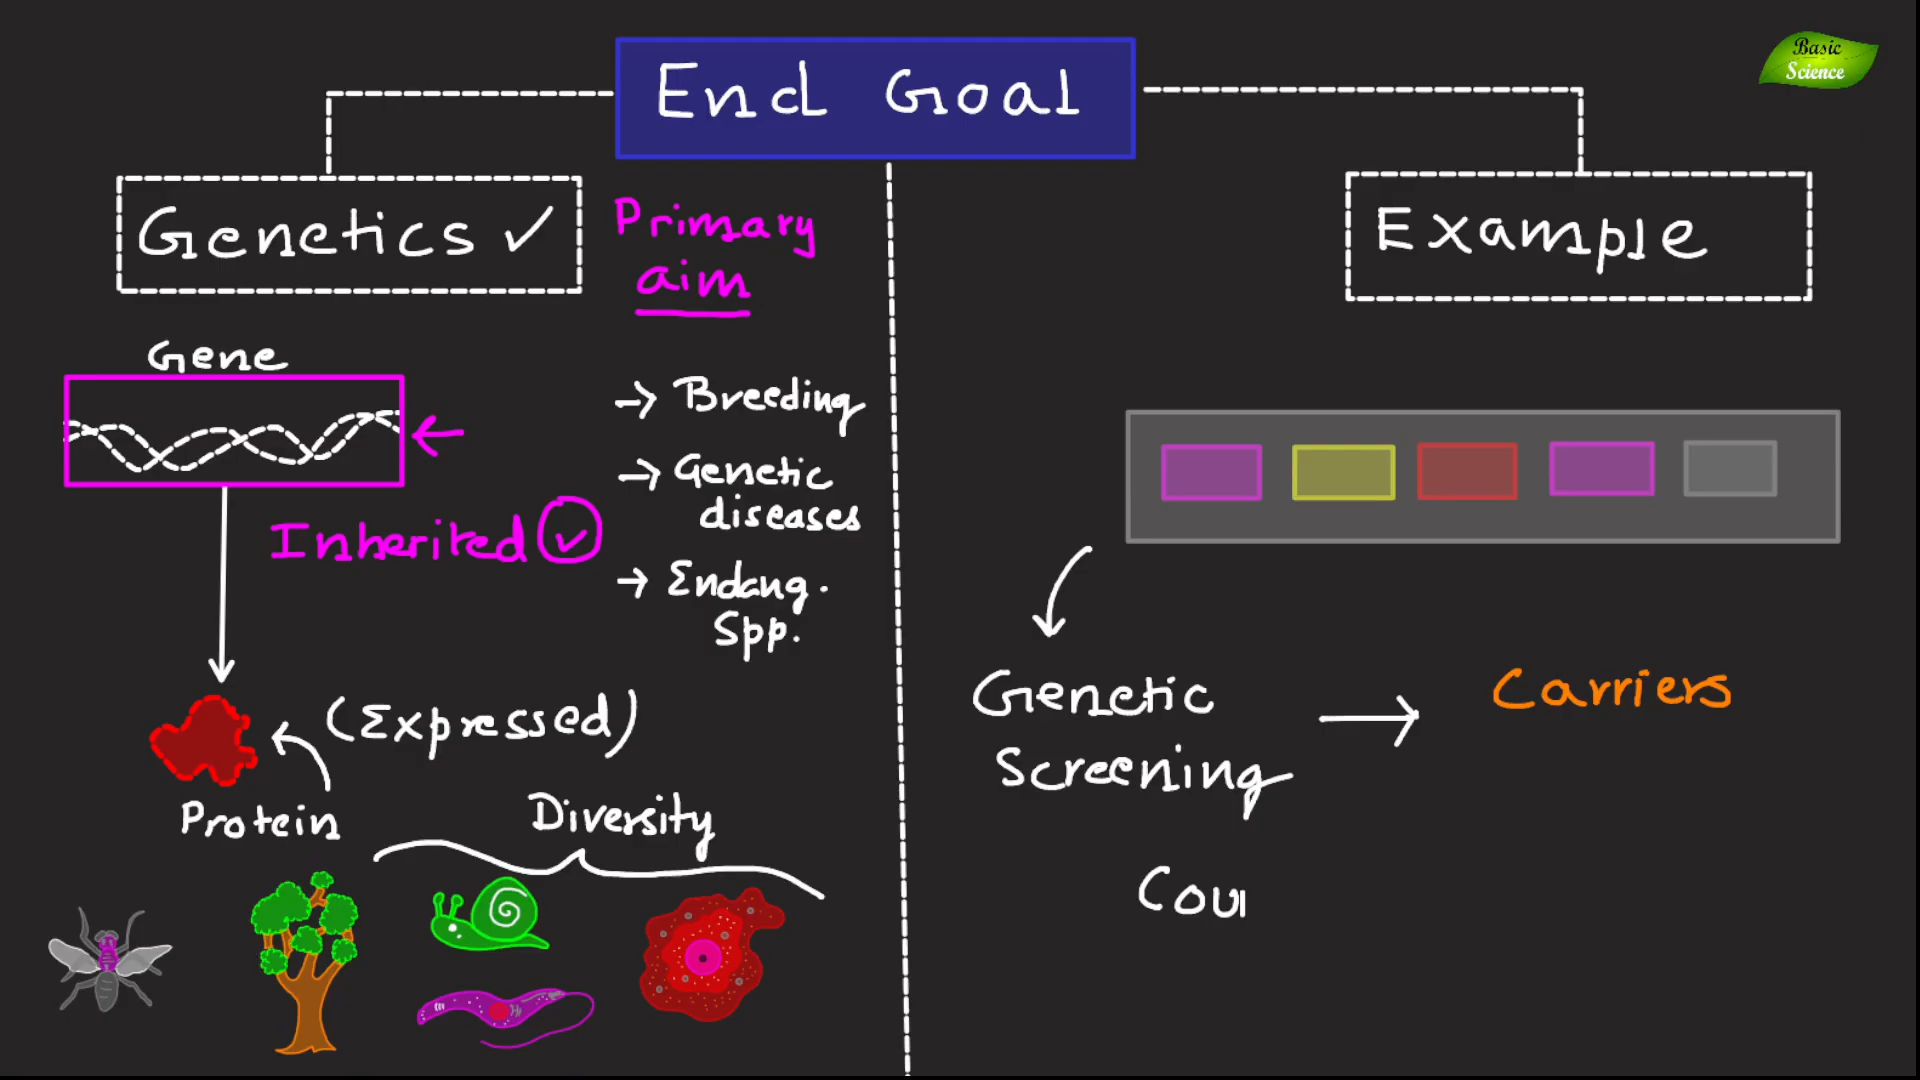 End Goal
Basic
Science
Genetics ✓
Primary
aim
Example
Gene
→ Breeding
→ Genetic
diseases
Inherited ✓
→ Endang.
Spp.
(Expressed)
Protein
Diversity
Genetic
Screening
→ Carriers
Cou